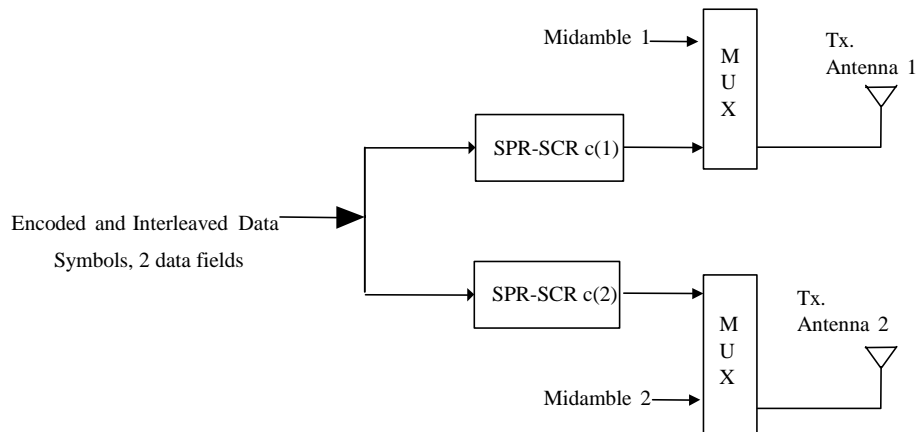 Midamble 1
M
U
X
Tx.
Antenna 1
SPR-SCR c(1)
Encoded and Interleaved Data
Symbols, 2 data fields
SPR-SCR c(2)
M
U
X
Tx.
Antenna 2
Midamble 2